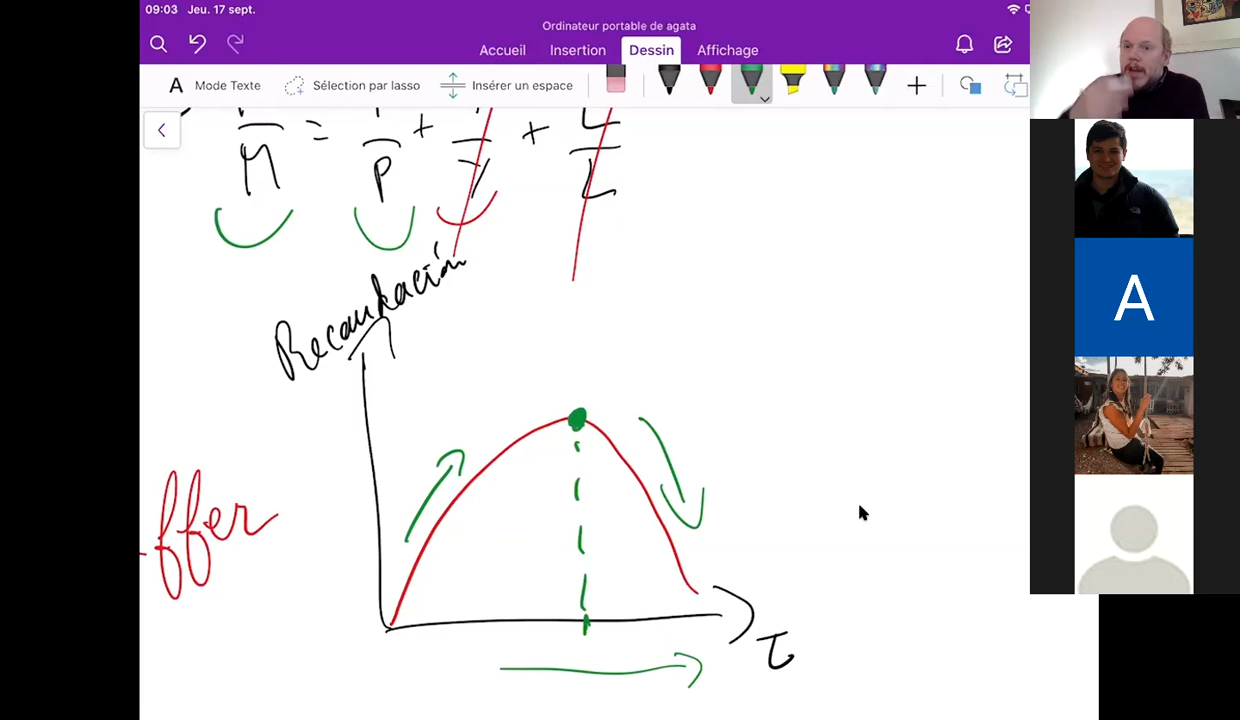 09:03 Jeu. 17 sept.
Ordinateur portable de agata
Accueil Insertion Dessin Affichage
A Mode Texte Sélection par lasso Insérer un espace
= + +
M P Y L
Recaudación
ffer
τ
A